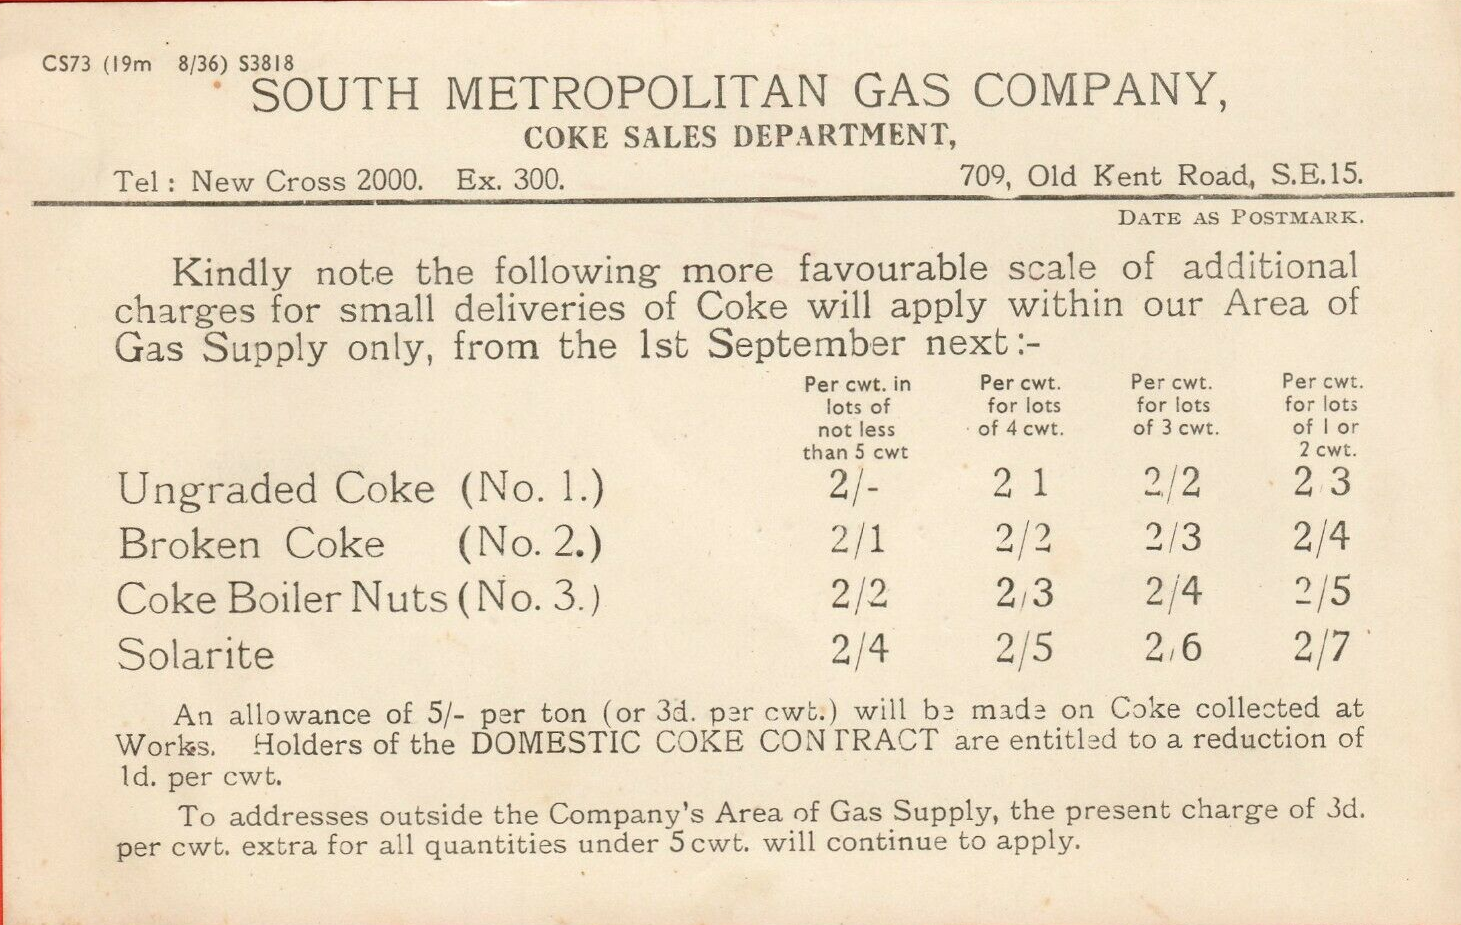 CS73 (19m 8/36) S3818
SOUTH METROPOLITAN GAS COMPANY,
COKE SALES DEPARTMENT,
Tel : New Cross 2000. Ex. 300. 709, Old Kent Road, S.E.15.
DATE AS POSTMARK.
Kindly note the following more favourable scale of additional
charges for small deliveries of Coke will apply within our Area of
Gas Supply only, from the 1st September next :-
Per cwt. in Per cwt. Per cwt. Per cwt.
lots of for lots for lots for lots
not less of 4 cwt. of 3 cwt. of 1 or
than 5 cwt 2 cwt.
Ungraded Coke (No. 1.) 2/- 2 1 2/2 2 3
Broken Coke (No. 2.) 2/1 2/2 2/3 2/4
Coke Boiler Nuts (No. 3.) 2/2 2/3 2/4 2/5
Solarite 2/4 2/5 2/6 2/7
An allowance of 5/- per ton (or 3d. per cwt.) will be made on Coke collected at
Works. Holders of the DOMESTIC COKE CONTRACT are entitled to a reduction of
1d. per cwt.
To addresses outside the Company's Area of Gas Supply, the present charge of 3d.
per cwt. extra for all quantities under 5 cwt. will continue to apply.